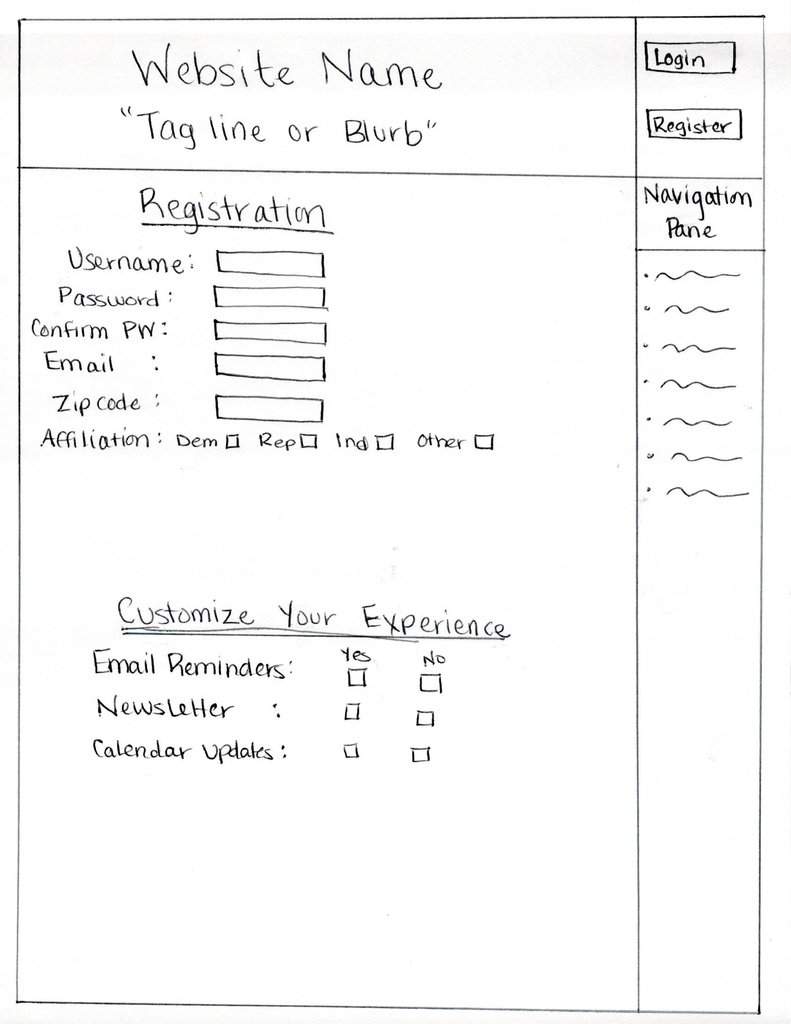 Website Name
"Tag line or Blurb"
Login
Register
Registration
Username:
Password:
Confirm PW:
Email :
Zip code :
Affiliation: Dem Rep Ind Other
Customize Your Experience
Yes No
Email Reminders:
Newsletter :
Calendar Updates:
Navigation
Pane